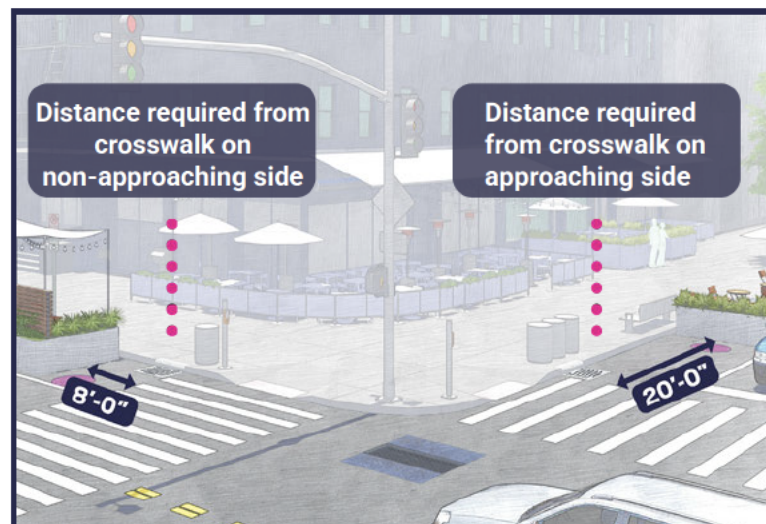 Distance required from
crosswalk on
non-approaching side
Distance required
from crosswalk on
approaching side
8'-0"
20'-0"